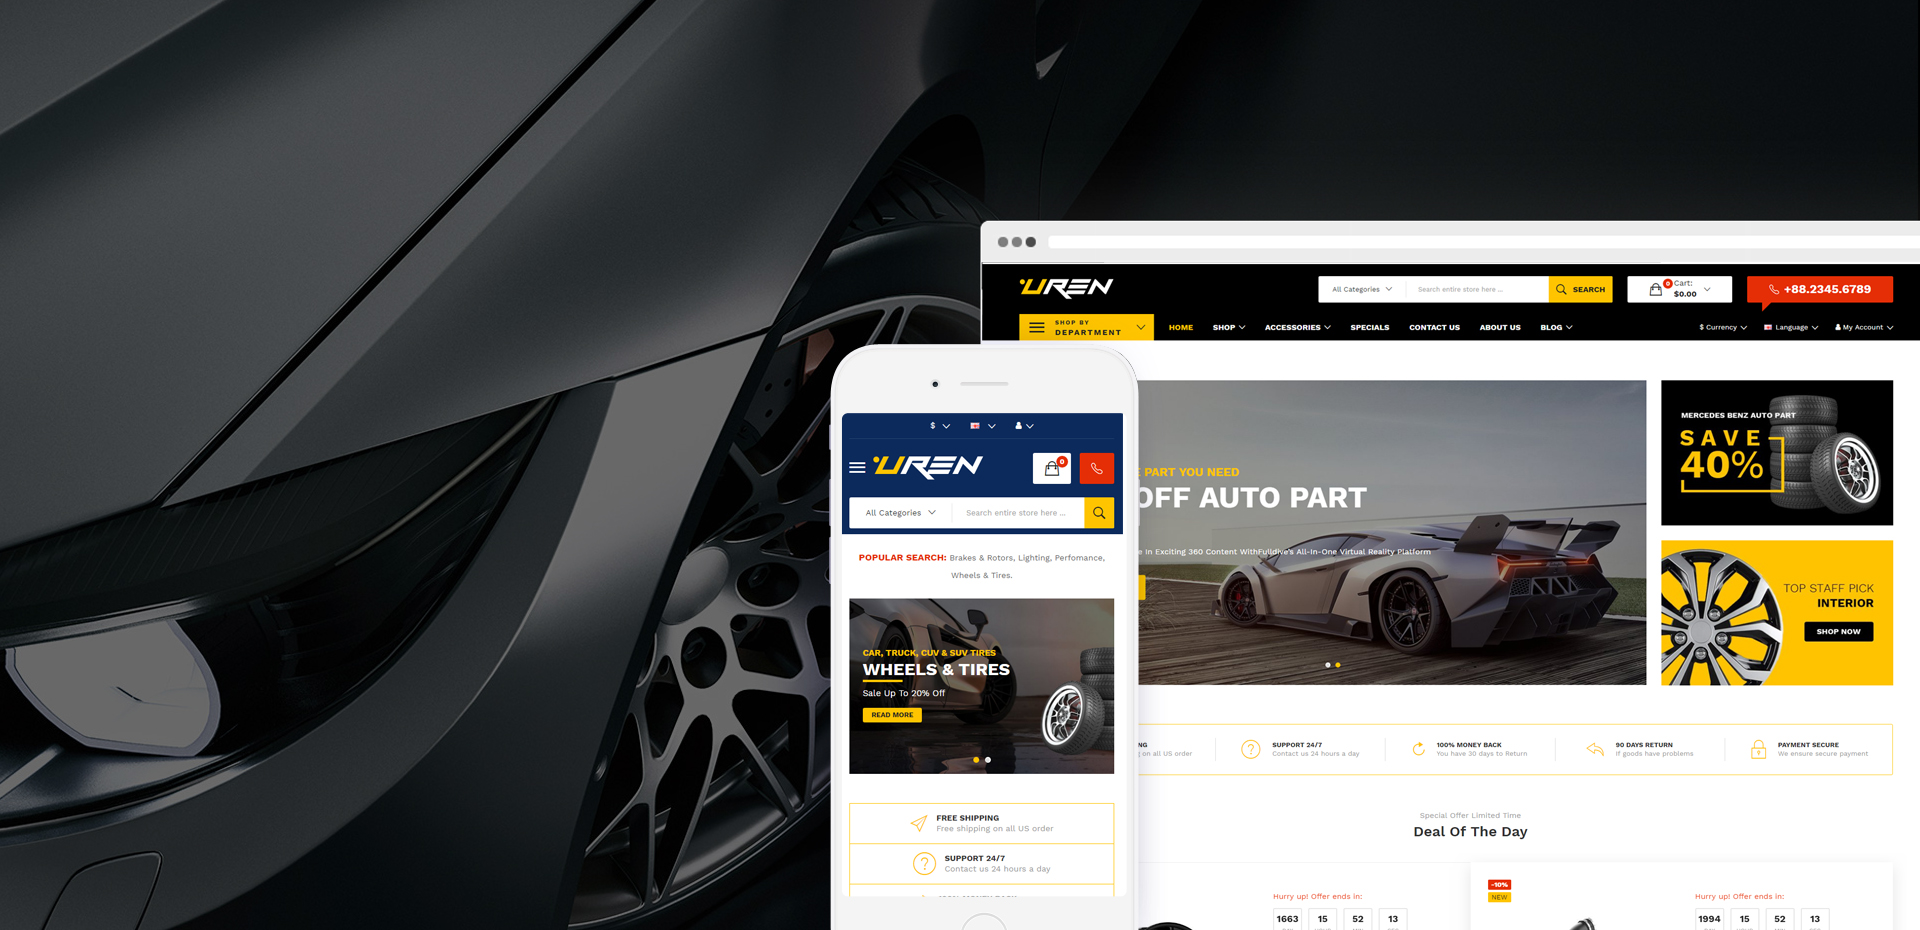 UREN
All Categories
Search entire store here ...
SEARCH
0
Cart:
$0.00
+88.2345.6789
SHOP BY
DEPARTMENT
HOME
SHOP
ACCESSORIES
SPECIALS
CONTACT US
ABOUT US
BLOG
$ Currency
Language
My Account
PART YOU NEED
OFF AUTO PART
In Exciting 360 Content WithFulldive's All-In-One Virtual Reality Platform
MERCEDES BENZ AUTO PART
SAVE
40%
TOP STAFF PICK
INTERIOR
SHOP NOW
on all US order
SUPPORT 24/7
Contact us 24 hours a day
100% MONEY BACK
You have 30 days to Return
90 DAYS RETURN
If goods have problems
PAYMENT SECURE
We ensure secure payment
Special Offer Limited Time
Deal Of The Day
Hurry up! Offer ends in:
1663 15 52 13
-10%
NEW
Hurry up! Offer ends in:
1994 15 52 13
$
UREN
0
All Categories
Search entire store here ...
POPULAR SEARCH: Brakes & Rotors, Lighting, Perfomance,
Wheels & Tires.
CAR, TRUCK, CUV & SUV TIRES
WHEELS & TIRES
Sale Up To 20% Off
READ MORE
FREE SHIPPING
Free shipping on all US order
SUPPORT 24/7
Contact us 24 hours a day